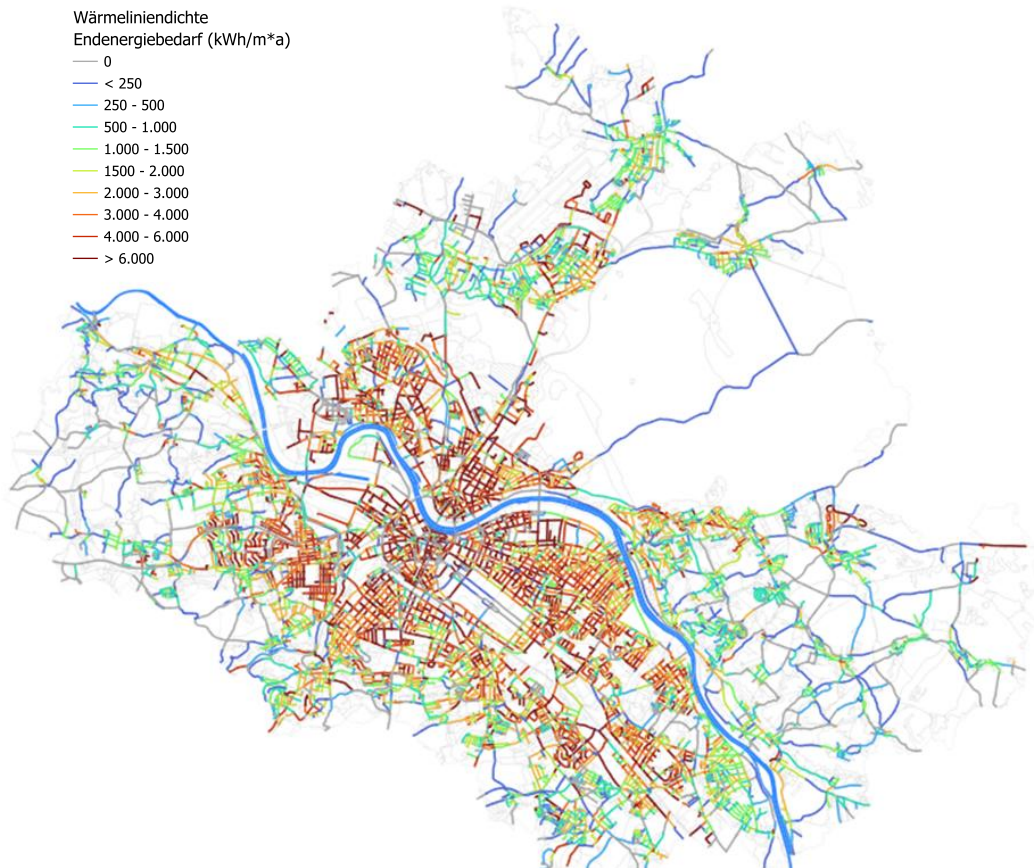 Wärmeliniendichte
Endenergiebedarf (kWh/m*a)
0
< 250
250 - 500
500 - 1.000
1.000 - 1.500
1500 - 2.000
2.000 - 3.000
3.000 - 4.000
4.000 - 6.000
> 6.000